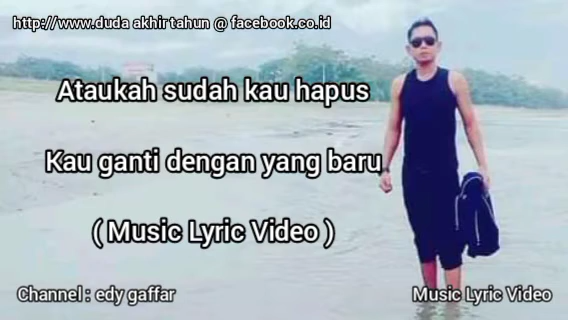 http://www.duda akhirtahun @ facebook.co.id
Ataukah sudah kau hapus
Kau ganti dengan yang baru
( Music Lyric Video )
Channel : edy gaffar
Music Lyric Video